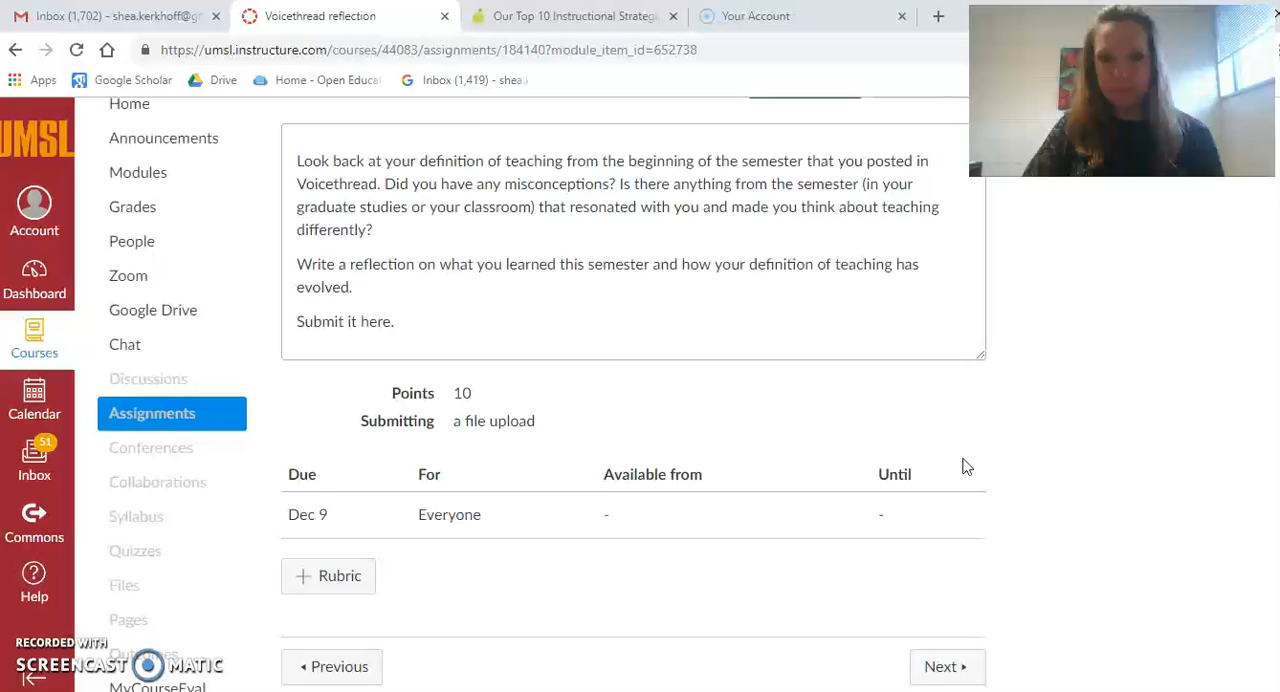 Inbox (1,702) - shea.kerkhoff@gm
Voicethread reflection
Our Top 10 Instructional Strateg
Your Account
https://umsl.instructure.com/courses/44083/assignments/184140?module_item_id=652738
Apps
Google Scholar
Drive
Home - Open Educat
Inbox (1,419) - shea.
UMSL
Account
Dashboard
Courses
Calendar
51
Inbox
Commons
Help
Home
Announcements
Modules
Grades
People
Zoom
Google Drive
Chat
Discussions
Assignments
Conferences
Collaborations
Syllabus
Quizzes
Files
Pages
Outcomes
MyCourseEval
Look back at your definition of teaching from the beginning of the semester that you posted in
Voicethread. Did you have any misconceptions? Is there anything from the semester (in your
graduate studies or your classroom) that resonated with you and made you think about teaching
differently?
Write a reflection on what you learned this semester and how your definition of teaching has
evolved.
Submit it here.
Points 10
Submitting a file upload
Due For Available from Until
Dec 9 Everyone - -
+ Rubric
Previous
Next
RECORDED WITH
SCREENCAST MATIC